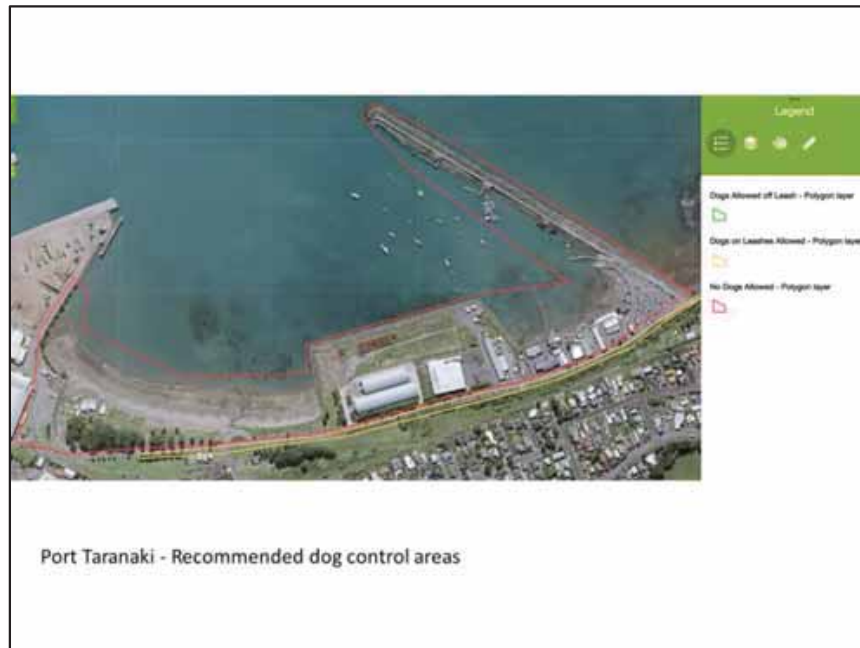 Legend
Dogs Allowed off Leash - Polygon layer
Dogs on Leashes Allowed - Polygon layer
No Dogs Allowed - Polygon layer
Port Taranaki - Recommended dog control areas